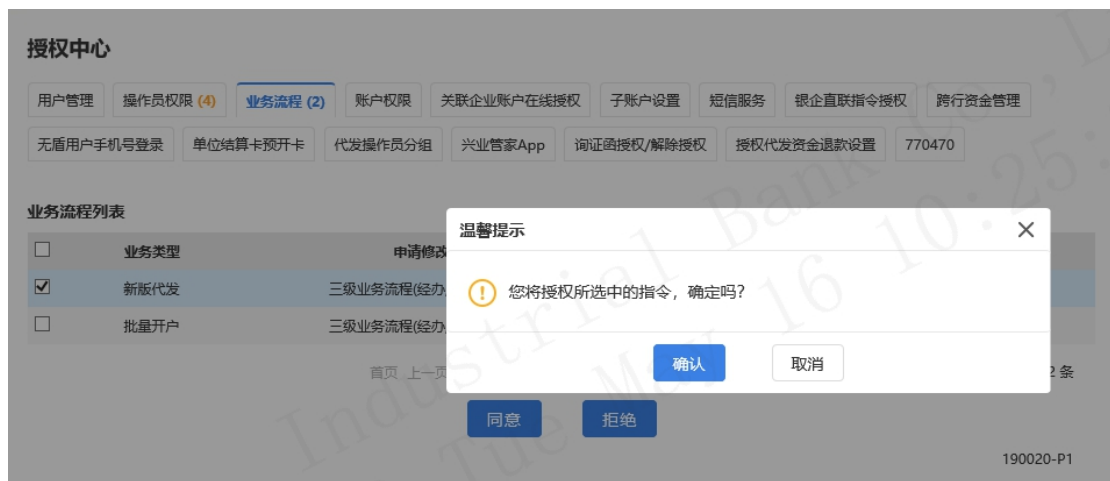 授权中心
用户管理 操作员权限 (4) 业务流程 (2) 账户权限 关联企业账户在线授权 子账户设置 短信服务 银企直联指令授权 跨行资金管理
无盾用户手机号登录 单位结算卡预开卡 代发操作员分组 兴业管家App 询证函授权/解除授权 授权代发资金退款设置 770470
业务流程列表
温馨提示
业务类型 申请修改
新版代发 三级业务流程(经办
您将授权所选中的指令，确定吗?
批量开户 三级业务流程(经办
确认 取消
首页 上一页 2 条
同意 拒绝
190020-P1
Industrial Bank Co., L
Tue May 16 10:25: